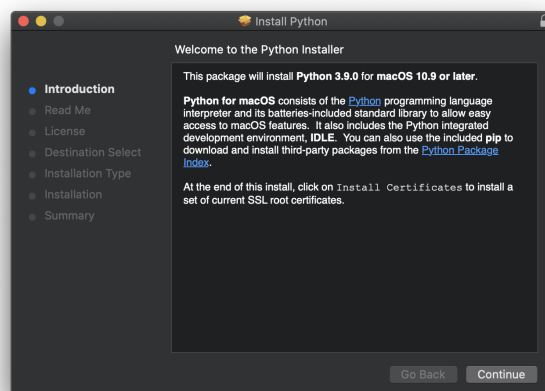 Install Python
Welcome to the Python Installer
Introduction
Read Me
License
Destination Select
Installation Type
Installation
Summary
This package will install Python 3.9.0 for macOS 10.9 or later.
Python for macOS consists of the Python programming language
interpreter and its batteries-included standard library to allow easy
access to macOS features. It also includes the Python integrated
development environment, IDLE. You can also use the included pip to
download and install third-party packages from the Python Package
Index.
At the end of this install, click on Install Certificates to install a
set of current SSL root certificates.
Go Back
Continue